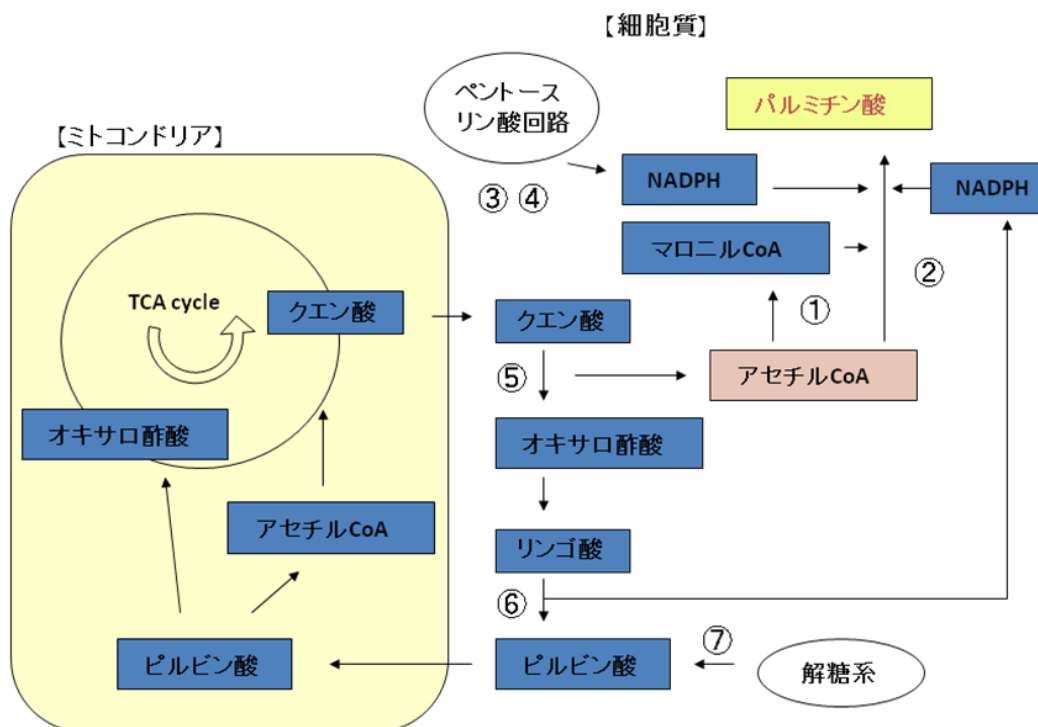 【細胞質】
ペントース
リン酸回路
パルミチン酸
【ミトコンドリア】
NADPH
NADPH
③ ④
マロニルCoA
②
TCA cycle
クエン酸
クエン酸
①
⑤
アセチルCoA
オキサロ酢酸
オキサロ酢酸
アセチルCoA
リンゴ酸
⑥
⑦
ピルビン酸
ピルビン酸
解糖系